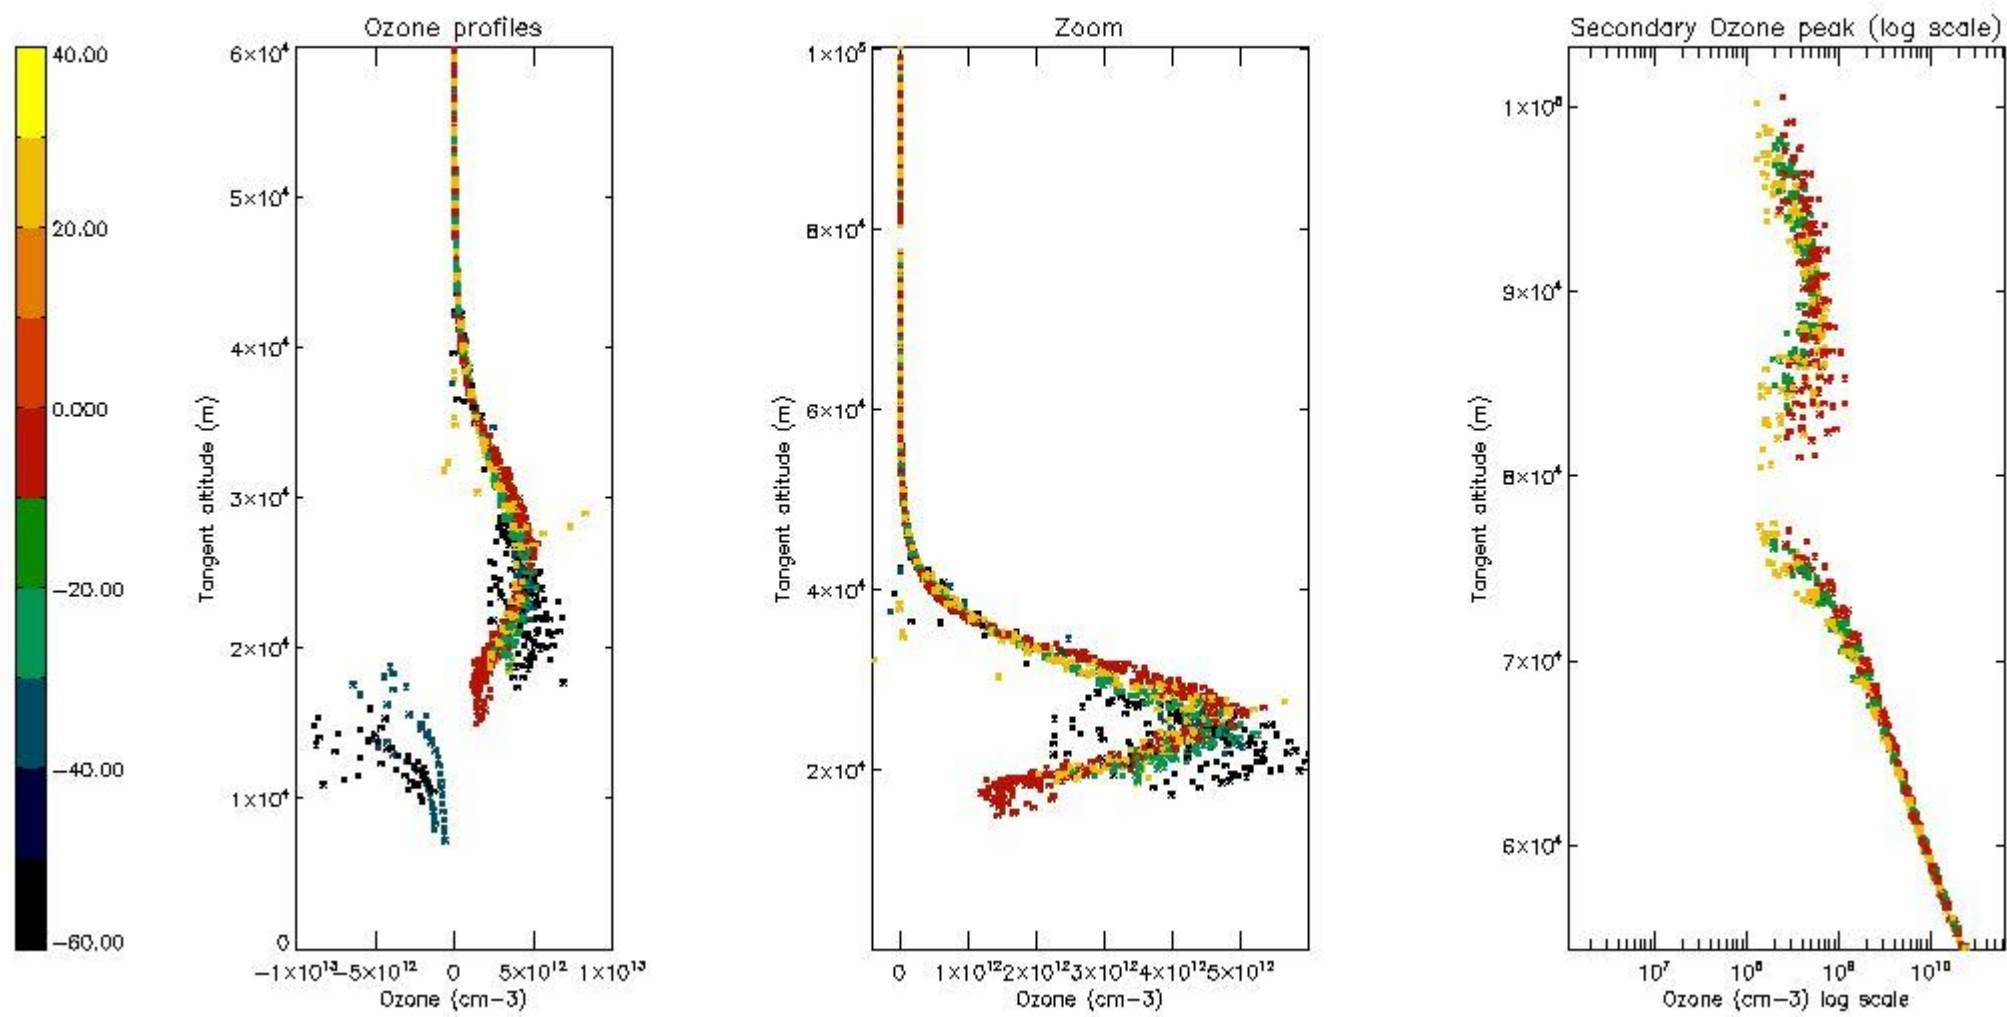 Ozone profiles
Zoom
Secondary Ozone peak (log scale)
40.00
20.00
0.000
-20.00
-40.00
-60.00
Tangent altitude (m)
6×10⁴
5×10⁴
4×10⁴
3×10⁴
2×10⁴
1×10⁴
0
-1×10¹³ -5×10¹² 0 5×10¹² 1×10¹³
Ozone (cm-3)
Tangent altitude (m)
1×10⁵
8×10⁴
6×10⁴
4×10⁴
2×10⁴
0 1×10¹² 2×10¹² 3×10¹² 4×10¹² 5×10¹²
Ozone (cm-3)
Tangent altitude (m)
1×10⁵
9×10⁴
8×10⁴
7×10⁴
6×10⁴
10⁷ 10⁸ 10⁹ 10¹⁰
Ozone (cm-3) log scale